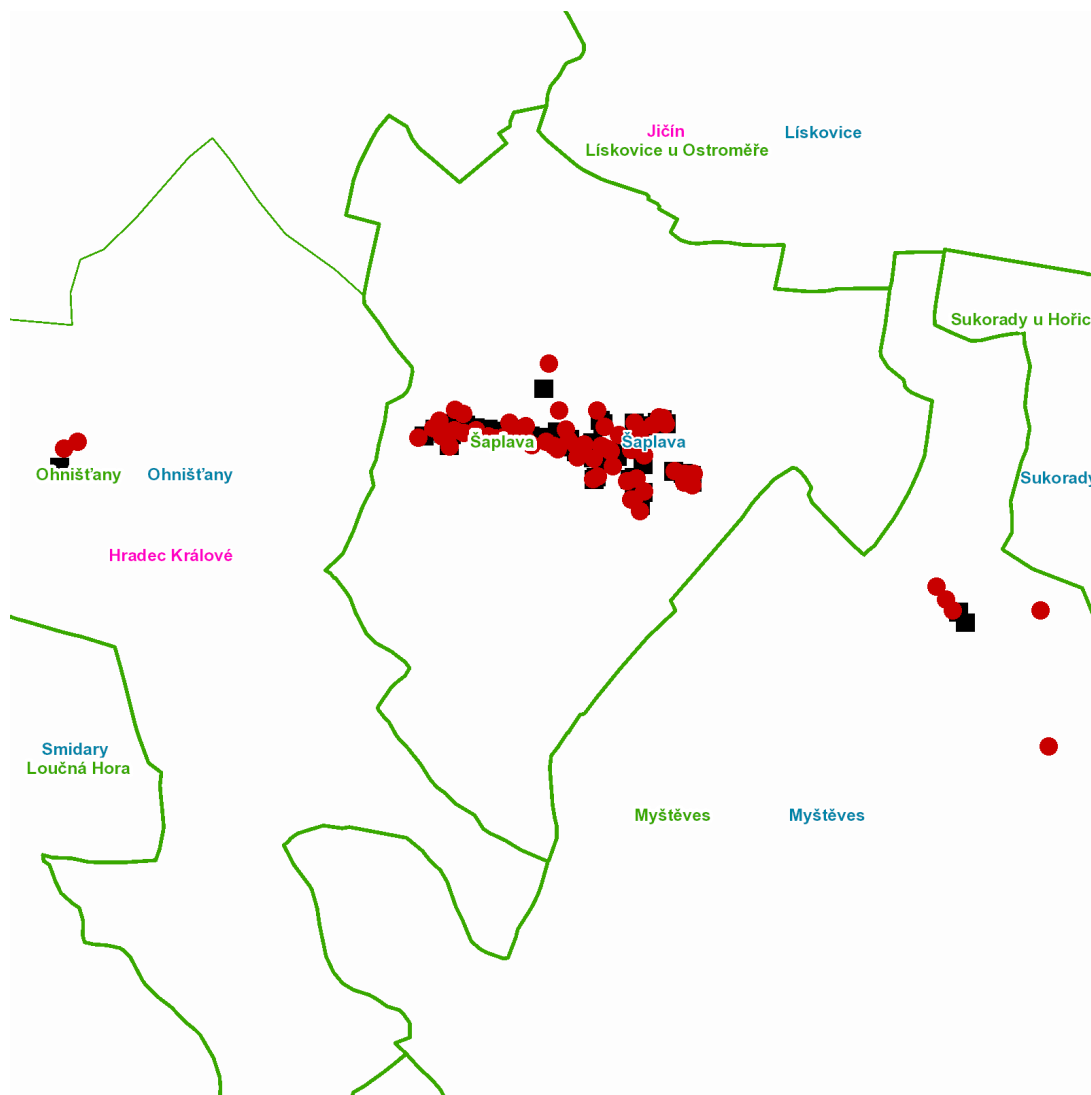 Jičín
Lískovice
Lískovice u Ostroměře
Sukorady u Hořic
Šaplava
Šaplava
Ohnišťany
Ohnišťany
Sukorady
Hradec Králové
Smidary
Loučná Hora
Myštěves
Myštěves